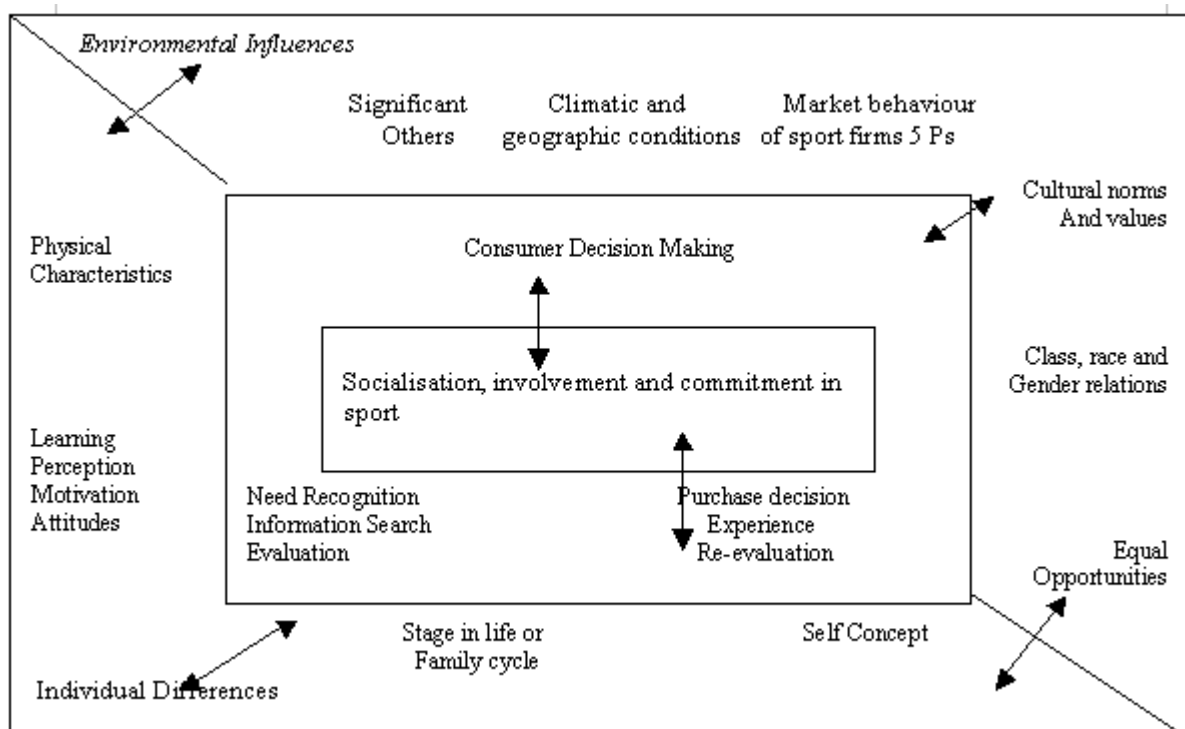 Environmental Influences
Significant
Others
Climatic and
geographic conditions
Market behaviour
of sport firms 5 Ps
Cultural norms
And values
Physical
Characteristics
Consumer Decision Making
Class, race and
Gender relations
Socialisation, involvement and commitment in
sport
Learning
Perception
Motivation
Attitudes
Need Recognition
Information Search
Evaluation
Purchase decision
Experience
Re-evaluation
Equal
Opportunities
Stage in life or
Family cycle
Self Concept
Individual Differences